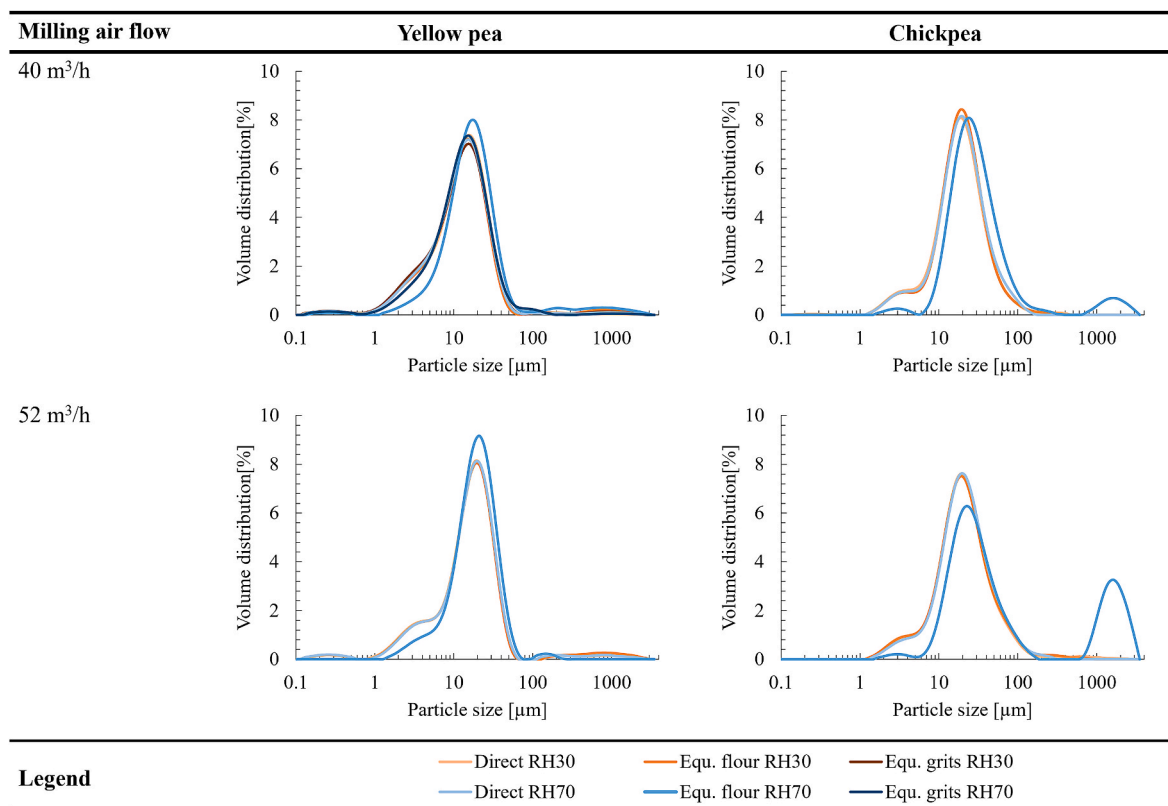 Milling air flow Yellow pea Chickpea
40 m³/h
10
8
6
4
2
0
Volume distribution[%]
0.1 1 10 100 1000
Particle size [µm]
10
8
6
4
2
0
Volume distribution[%]
0.1 1 10 100 1000
Particle size [µm]
52 m³/h
10
8
6
4
2
0
Volume distribution[%]
0.1 1 10 100 1000
Particle size [µm]
10
8
6
4
2
0
Volume distribution[%]
0.1 1 10 100 1000
Particle size [µm]
Legend
Direct RH30 Equ. flour RH30 Equ. grits RH30
Direct RH70 Equ. flour RH70 Equ. grits RH70